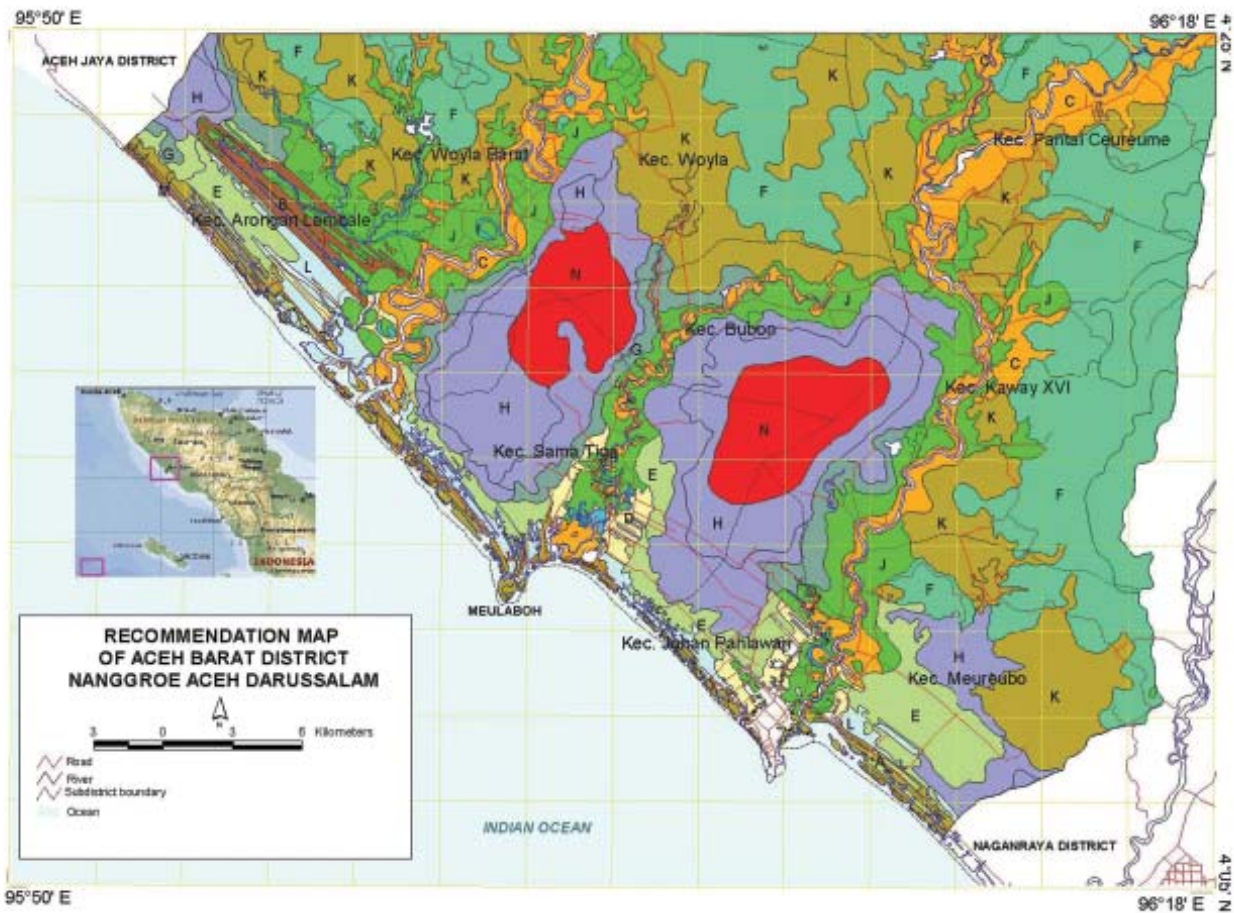 95°50' E
96°18' E
ACEH JAYA DISTRICT
F
K
F
K
K
C
F
C
H
J
K
F
K
Kec. Woyla Barat
Kec. Woyla
Kec. Pantai Ceureume
G
K
M
E
B
K
H
F
K
F
Kec. Arongan Lambale
J
J
L
C
N
J
J
Kec. Bubon
G
C
H
Kec. Kaway XVI
N
K
Kec. Sama Tiga
E
F
D
H
K
J
INDONESIA
F
MEULABOH
E
Kec. Johan Pahlawan
H
Kec. Meureubo
K
E
L
A
L
RECOMMENDATION MAP
OF ACEH BARAT DISTRICT
NANGGROE ACEH DARUSSALAM
N
3 0 3 6 Kilometers
Road
River
Subdistrict boundary
Ocean
INDIAN OCEAN
NAGANRAYA DISTRICT
4°05' N
95°50' E
96°18' E